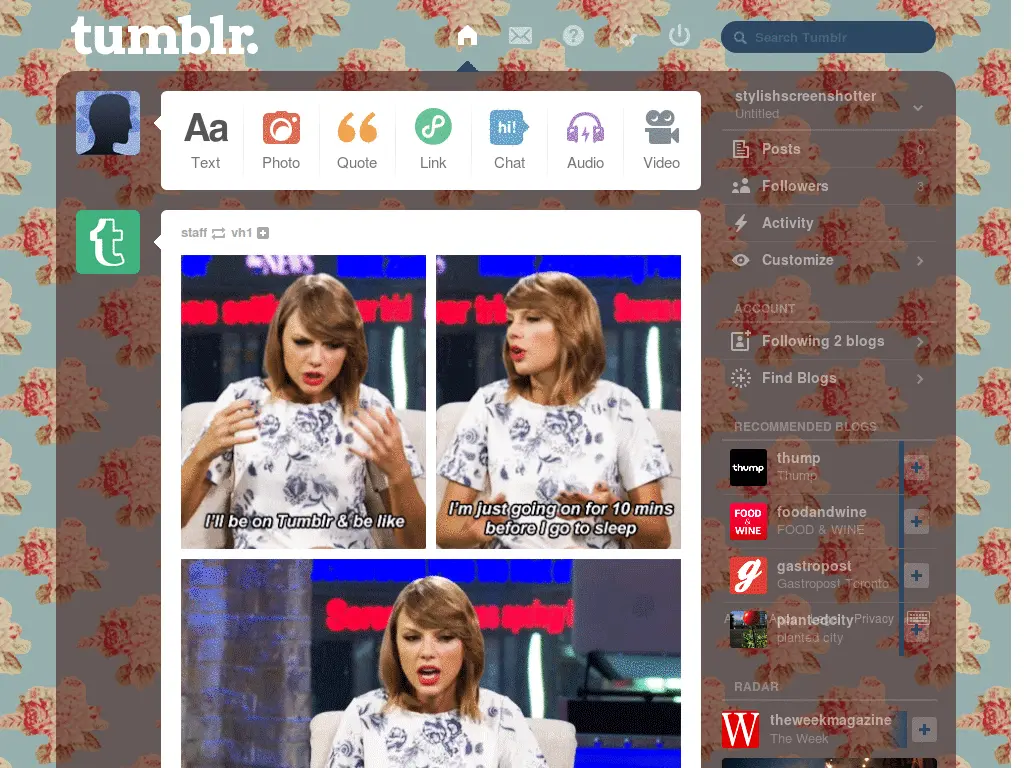 tumblr.
Search Tumblr
Aa
hi!
Text
Photo
Quote
Link
Chat
Audio
Video
t
staff vh1
I'll be on Tumblr & be like
I'm just going on for 10 mins
before I go to sleep
stylishscreenshotter
Untitled
Posts
Followers 3
Activity
Customize
ACCOUNT
Following 2 blogs
Find Blogs
RECOMMENDED BLOGS
thump
thump
Thump
FOOD
&
WINE
foodandwine
FOOD & WINE
g
gastropost
Gastropost Toronto
plantedcity
Privacy
planted city
RADAR
W
theweekmagazine
The Week